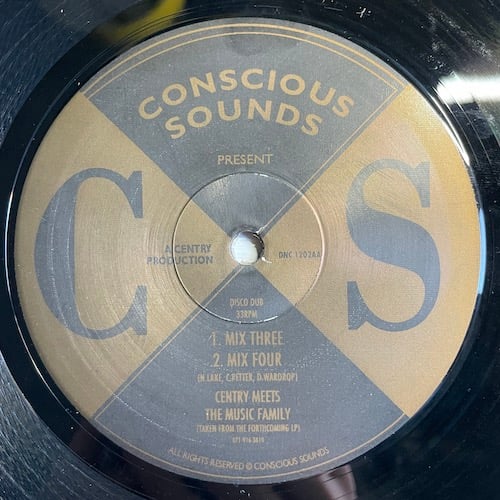 CONSCIOUS
SOUNDS
PRESENT
C S
A CENTRY
PRODUCTION
DNC 1202AA
DISCO DUB
33RPM
1. MIX THREE
2. MIX FOUR
(N.LAKE, C.PETTER, D.WARDROP)
CENTRY MEETS
THE MUSIC FAMILY
(TAKEN FROM THE FORTHCOMING LP)
ALL RIGHTS RESERVED © CONSCIOUS SOUNDS